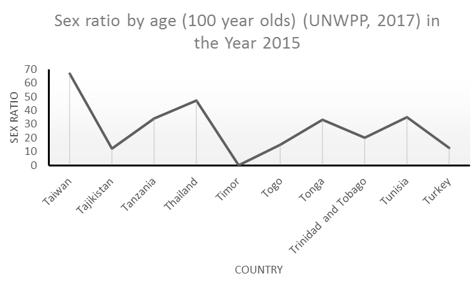 Sex ratio by age (100 year olds) (UNWPP, 2017) in
the Year 2015
SEX RATIO
70
60
50
40
30
20
10
0
Taiwan
Tajikistan
Tanzania
Thailand
Timor
Togo
Tonga
Trinidad and Tobago
Tunisia
Turkey
COUNTRY